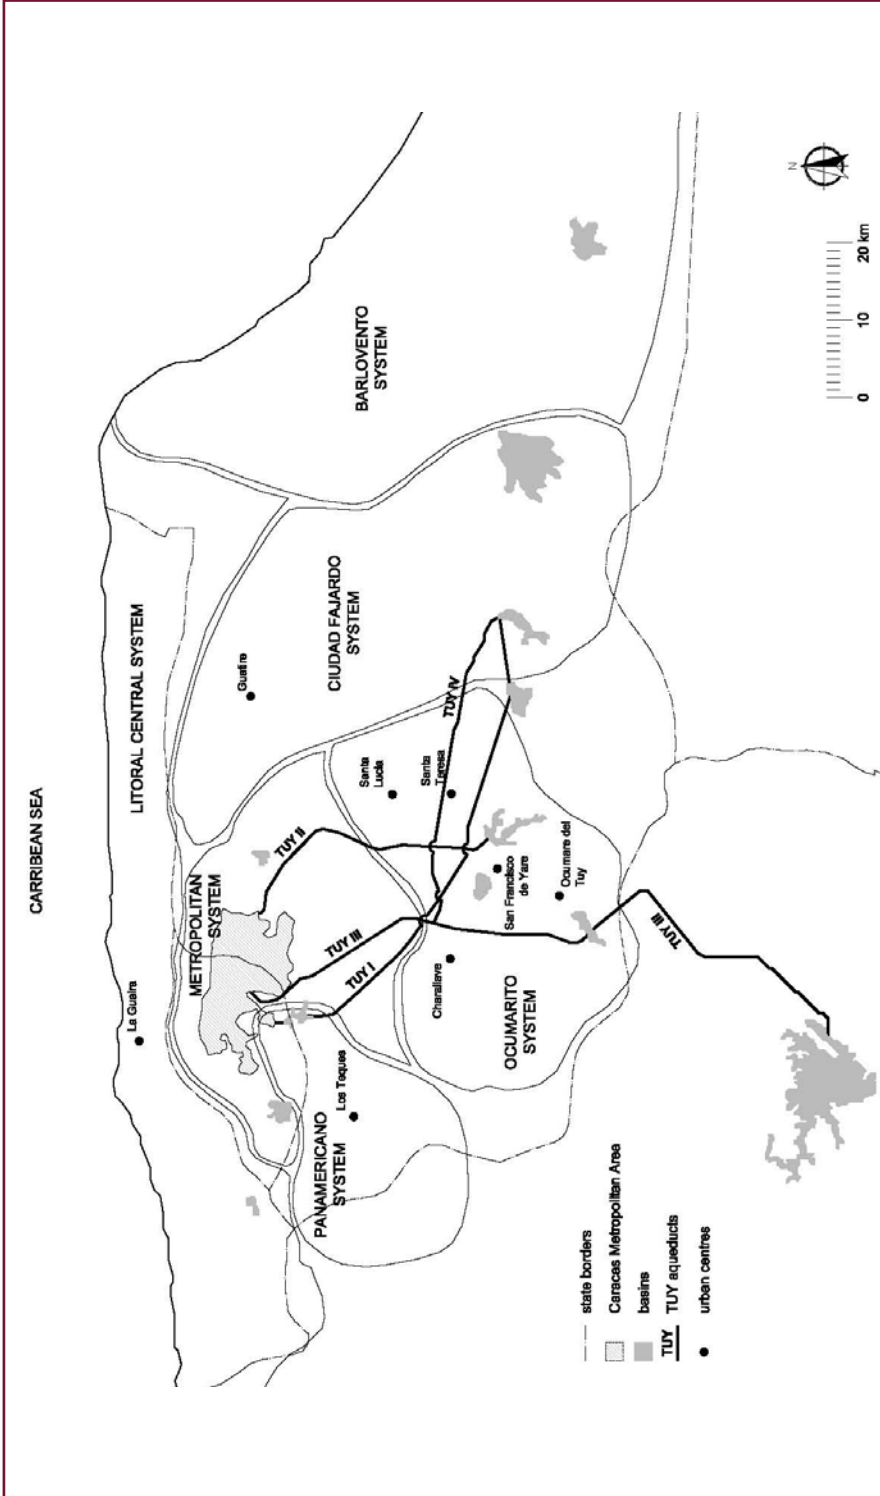 CARRIBEAN SEA
La Guaira
LITORAL CENTRAL SYSTEM
METROPOLITAN
SYSTEM
Guatire
TUY II
CIUDAD FAJARDO
SYSTEM
BARLOVENTO
SYSTEM
PANAMERICANO
SYSTEM
Los Teques
TUY III
TUY I
Santa
Lucia
Santa
Teresa
TUY IV
Charallave
OCUMARITO
SYSTEM
San Francisco
de Yare
Ocumare del
Tuy
TUY III
state borders
Caracas Metropolitan Area
basins
TUY TUY aqueducts
urban centres
N
0 10 20 km